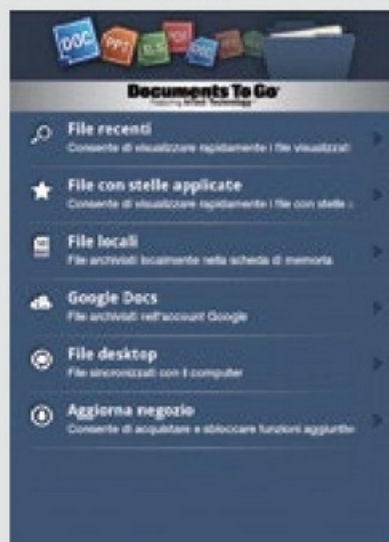 DOC PPT XLS PDF DOC
Documents To Go
Featuring InTact Technology
File recenti
Consente di visualizzare rapidamente i file visualizzati
File con stelle applicate
Consente di visualizzare rapidamente i file con stelle
File locali
File archiviati localmente nella scheda di memoria
Google Docs
File archiviati nell'account Google
File desktop
File sincronizzati con il computer
Aggiorna negozio
Consente di acquistare e sbloccare funzioni aggiuntive